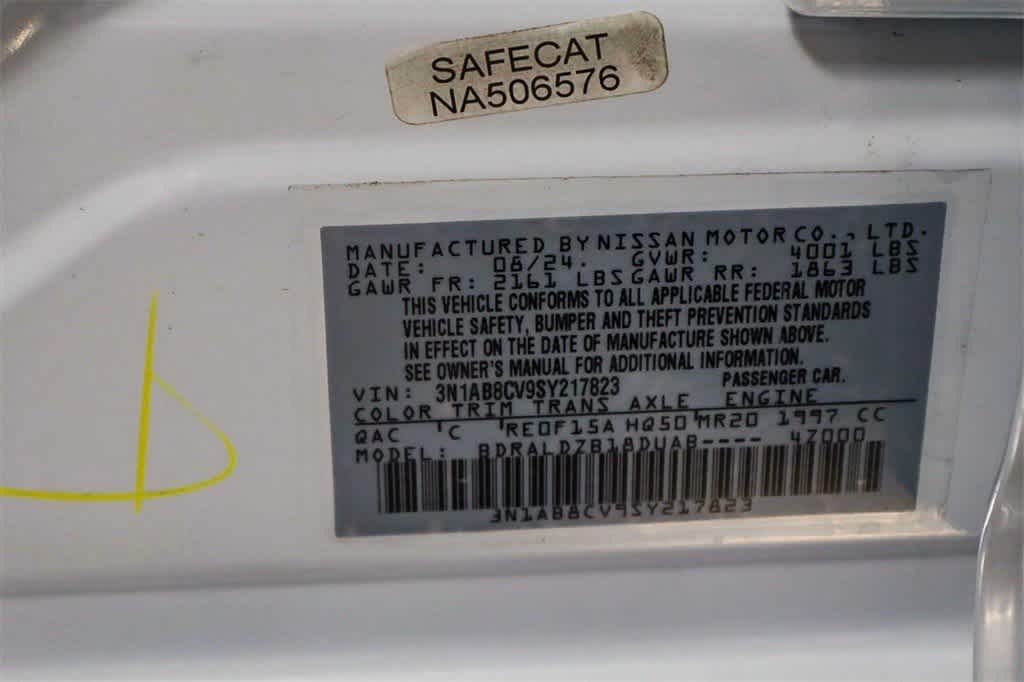 SAFECAT
NA506576
MANUFACTURED BY NISSAN MOTOR CO., LTD.
DATE: 08/24. GVWR: 4001 LBS
GAWR FR: 2161 LBS GAWR RR: 1863 LBS
THIS VEHICLE CONFORMS TO ALL APPLICABLE FEDERAL MOTOR
VEHICLE SAFETY, BUMPER AND THEFT PREVENTION STANDARDS
IN EFFECT ON THE DATE OF MANUFACTURE SHOWN ABOVE.
SEE OWNER'S MANUAL FOR ADDITIONAL INFORMATION.
VIN: 3N1AB8CV9SY217823 PASSENGER CAR.
COLOR TRIM TRANS AXLE ENGINE
QAC 'C 'RE0F15A HQ50 'MR20 1997 CC
MODEL: BDRALDZB18DUAB---- 4Z000
3N1AB8CV9SY217823